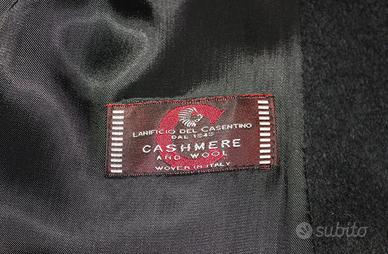 LANIFICIO DEL CASENTINO
DAL 1848
CASHMERE
AND WOOL
WOVEN IN ITALY
subito